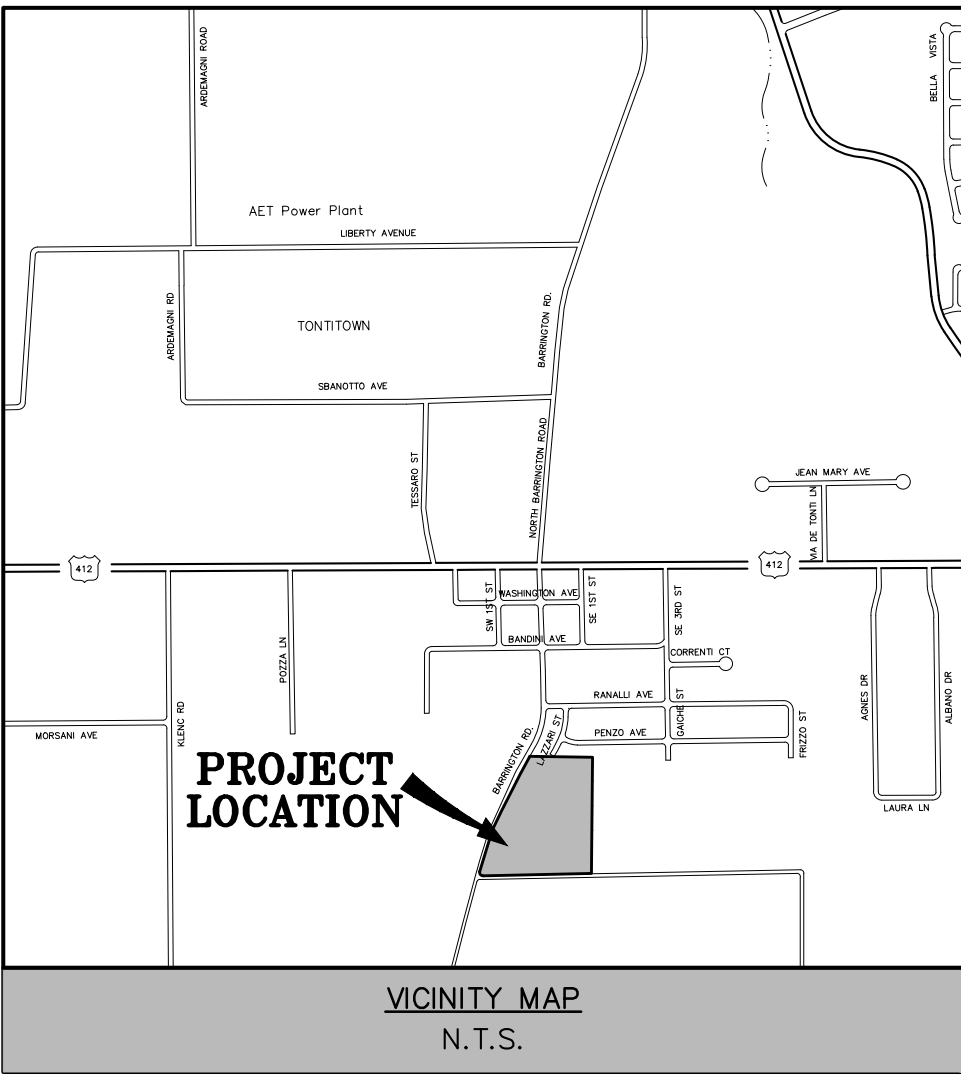 ARDEMAGNI ROAD
BELLA VISTA
AET Power Plant
LIBERTY AVENUE
ARDEMAGNI RD
TONTITOWN
BARRINGTON RD.
SBANOTTO AVE
TESSARO ST
NORTH BARRINGTON ROAD
JEAN MARY AVE
VIA DE TONTI LN
412
412
SW 1ST ST
WASHINGTON AVE
SE 1ST ST
SE 3RD ST
BANDINI AVE
CORRENTI CT
POZZA LN
RANALLI AVE
GAICHE ST
AGNES DR
ALBANO DR
KLENC RD
MORSANI AVE
LAZZARI ST
PENZO AVE
FRIZZO ST
BARRINGTON RD.
PROJECT
LOCATION
LAURA LN
VICINITY MAP
N.T.S.